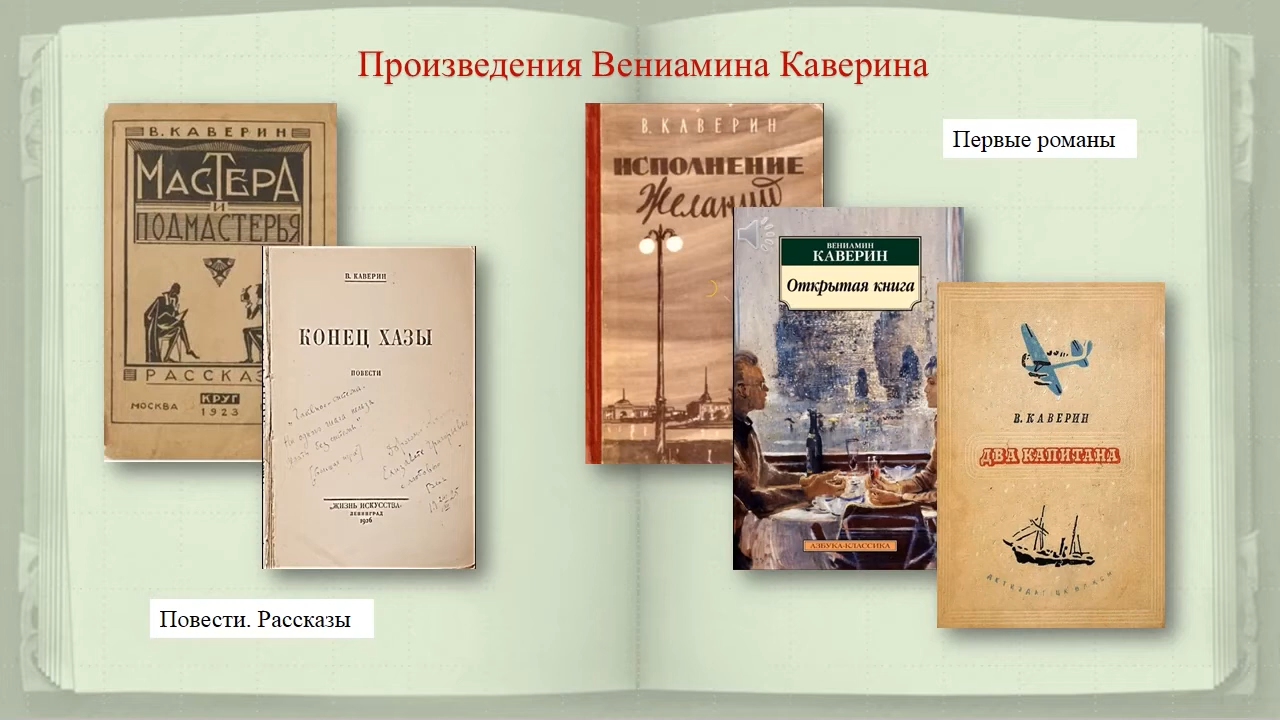 Произведения Вениамина Каверина
В. КАВЕРИН
МАСТЕРА
И
ПОДМАСТЕРЬЯ
РАССКАЗ
МОСКВА КРУГ 1923
В. КАВЕРИН
КОНЕЦ ХАЗЫ
ПОВЕСТИ
„ЖИЗНЬ ИСКУССТВА“
ЛЕНИНГРАД
1926
Повести. Рассказы
В. КАВЕРИН
ИСПОЛНЕНИЕ
Желаний
ВЕНИАМИН
КАВЕРИН
Открытая книга
АЗБУКА-КЛАССИКА
Первые романы
В. КАВЕРИН
ДВА КАПИТАНА